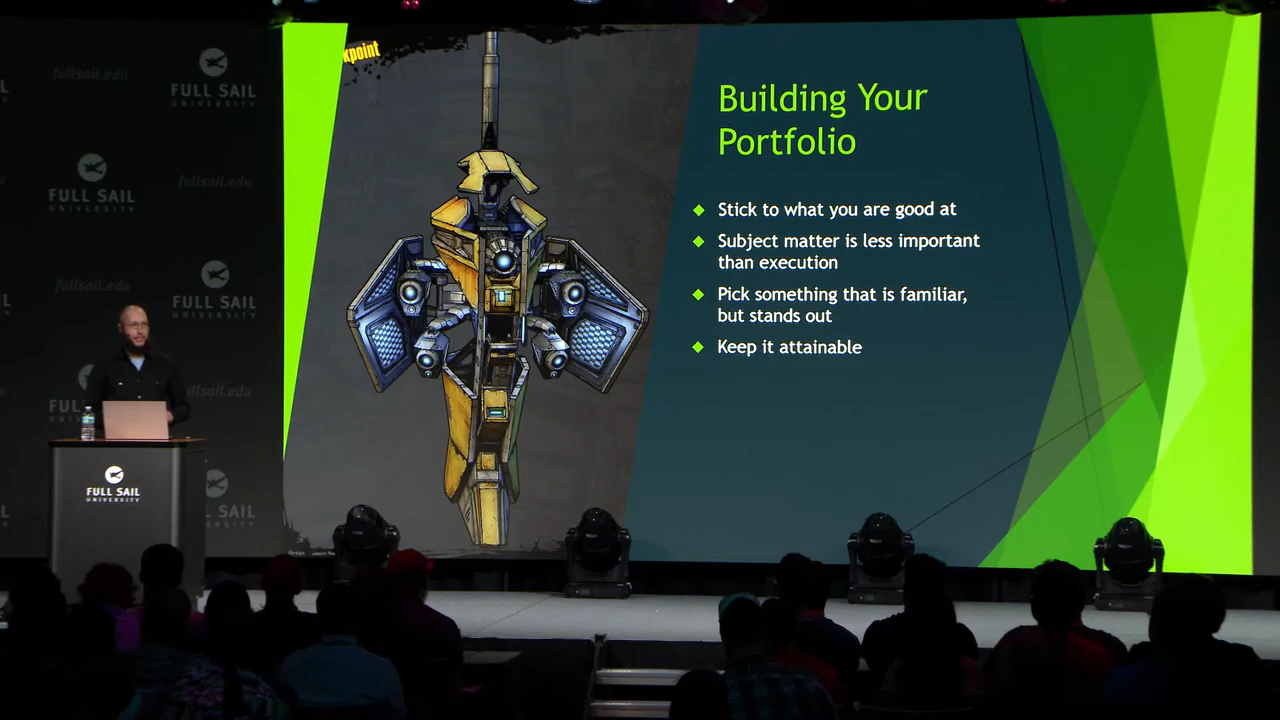 fullsail.edu
FULL SAIL
UNIVERSITY
FULL SAIL
UNIVERSITY
fullsail.edu
fullsail.edu
FULL SAIL
UNIVERSITY
FULL SAIL
UNIVERSITY
FULL SAIL
UNIVERSITY
kpoint
Building Your
Portfolio
Stick to what you are good at
Subject matter is less important
than execution
Pick something that is familiar,
but stands out
Keep it attainable